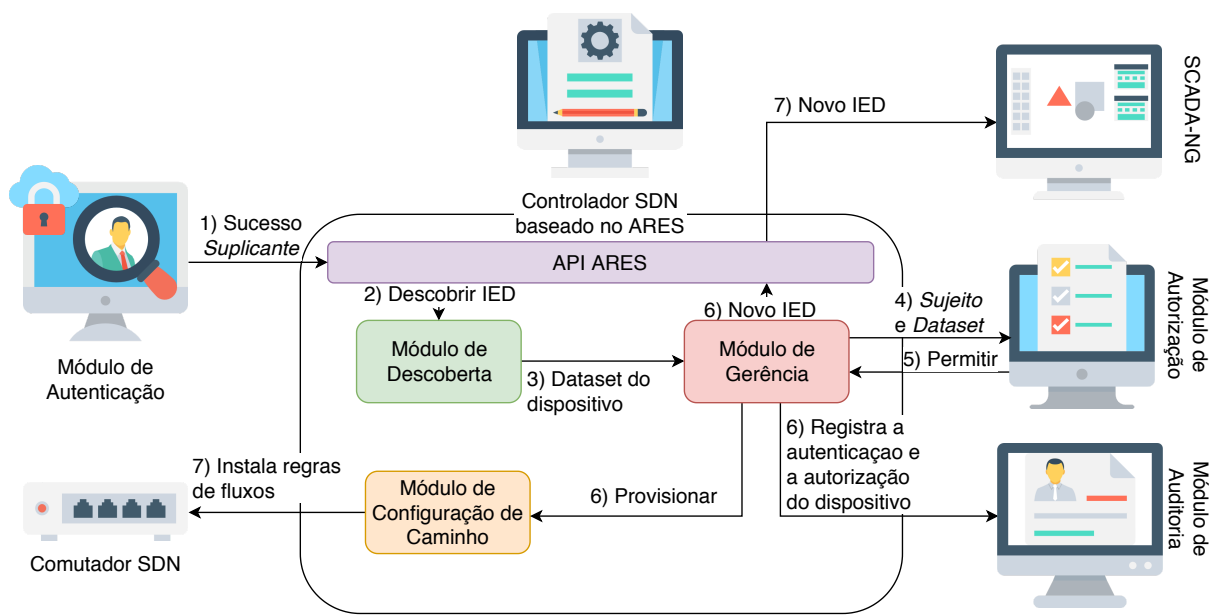 7) Novo IED
SCADA-NG
Controlador SDN
baseado no ARES
1) Sucesso
Suplicante
API ARES
2) Descobrir IED
6) Novo IED
4) Sujeito
e Dataset
Módulo de
Autorização
Módulo de
Autenticação
Módulo de
Descoberta
3) Dataset do
dispositivo
Módulo de
Gerência
5) Permitir
6) Registra a
autenticaçao e
a autorização
do dispositivo
7) Instala regras
de fluxos
Módulo de
Configuração de
Caminho
6) Provisionar
Módulo de
Auditoria
Comutador SDN